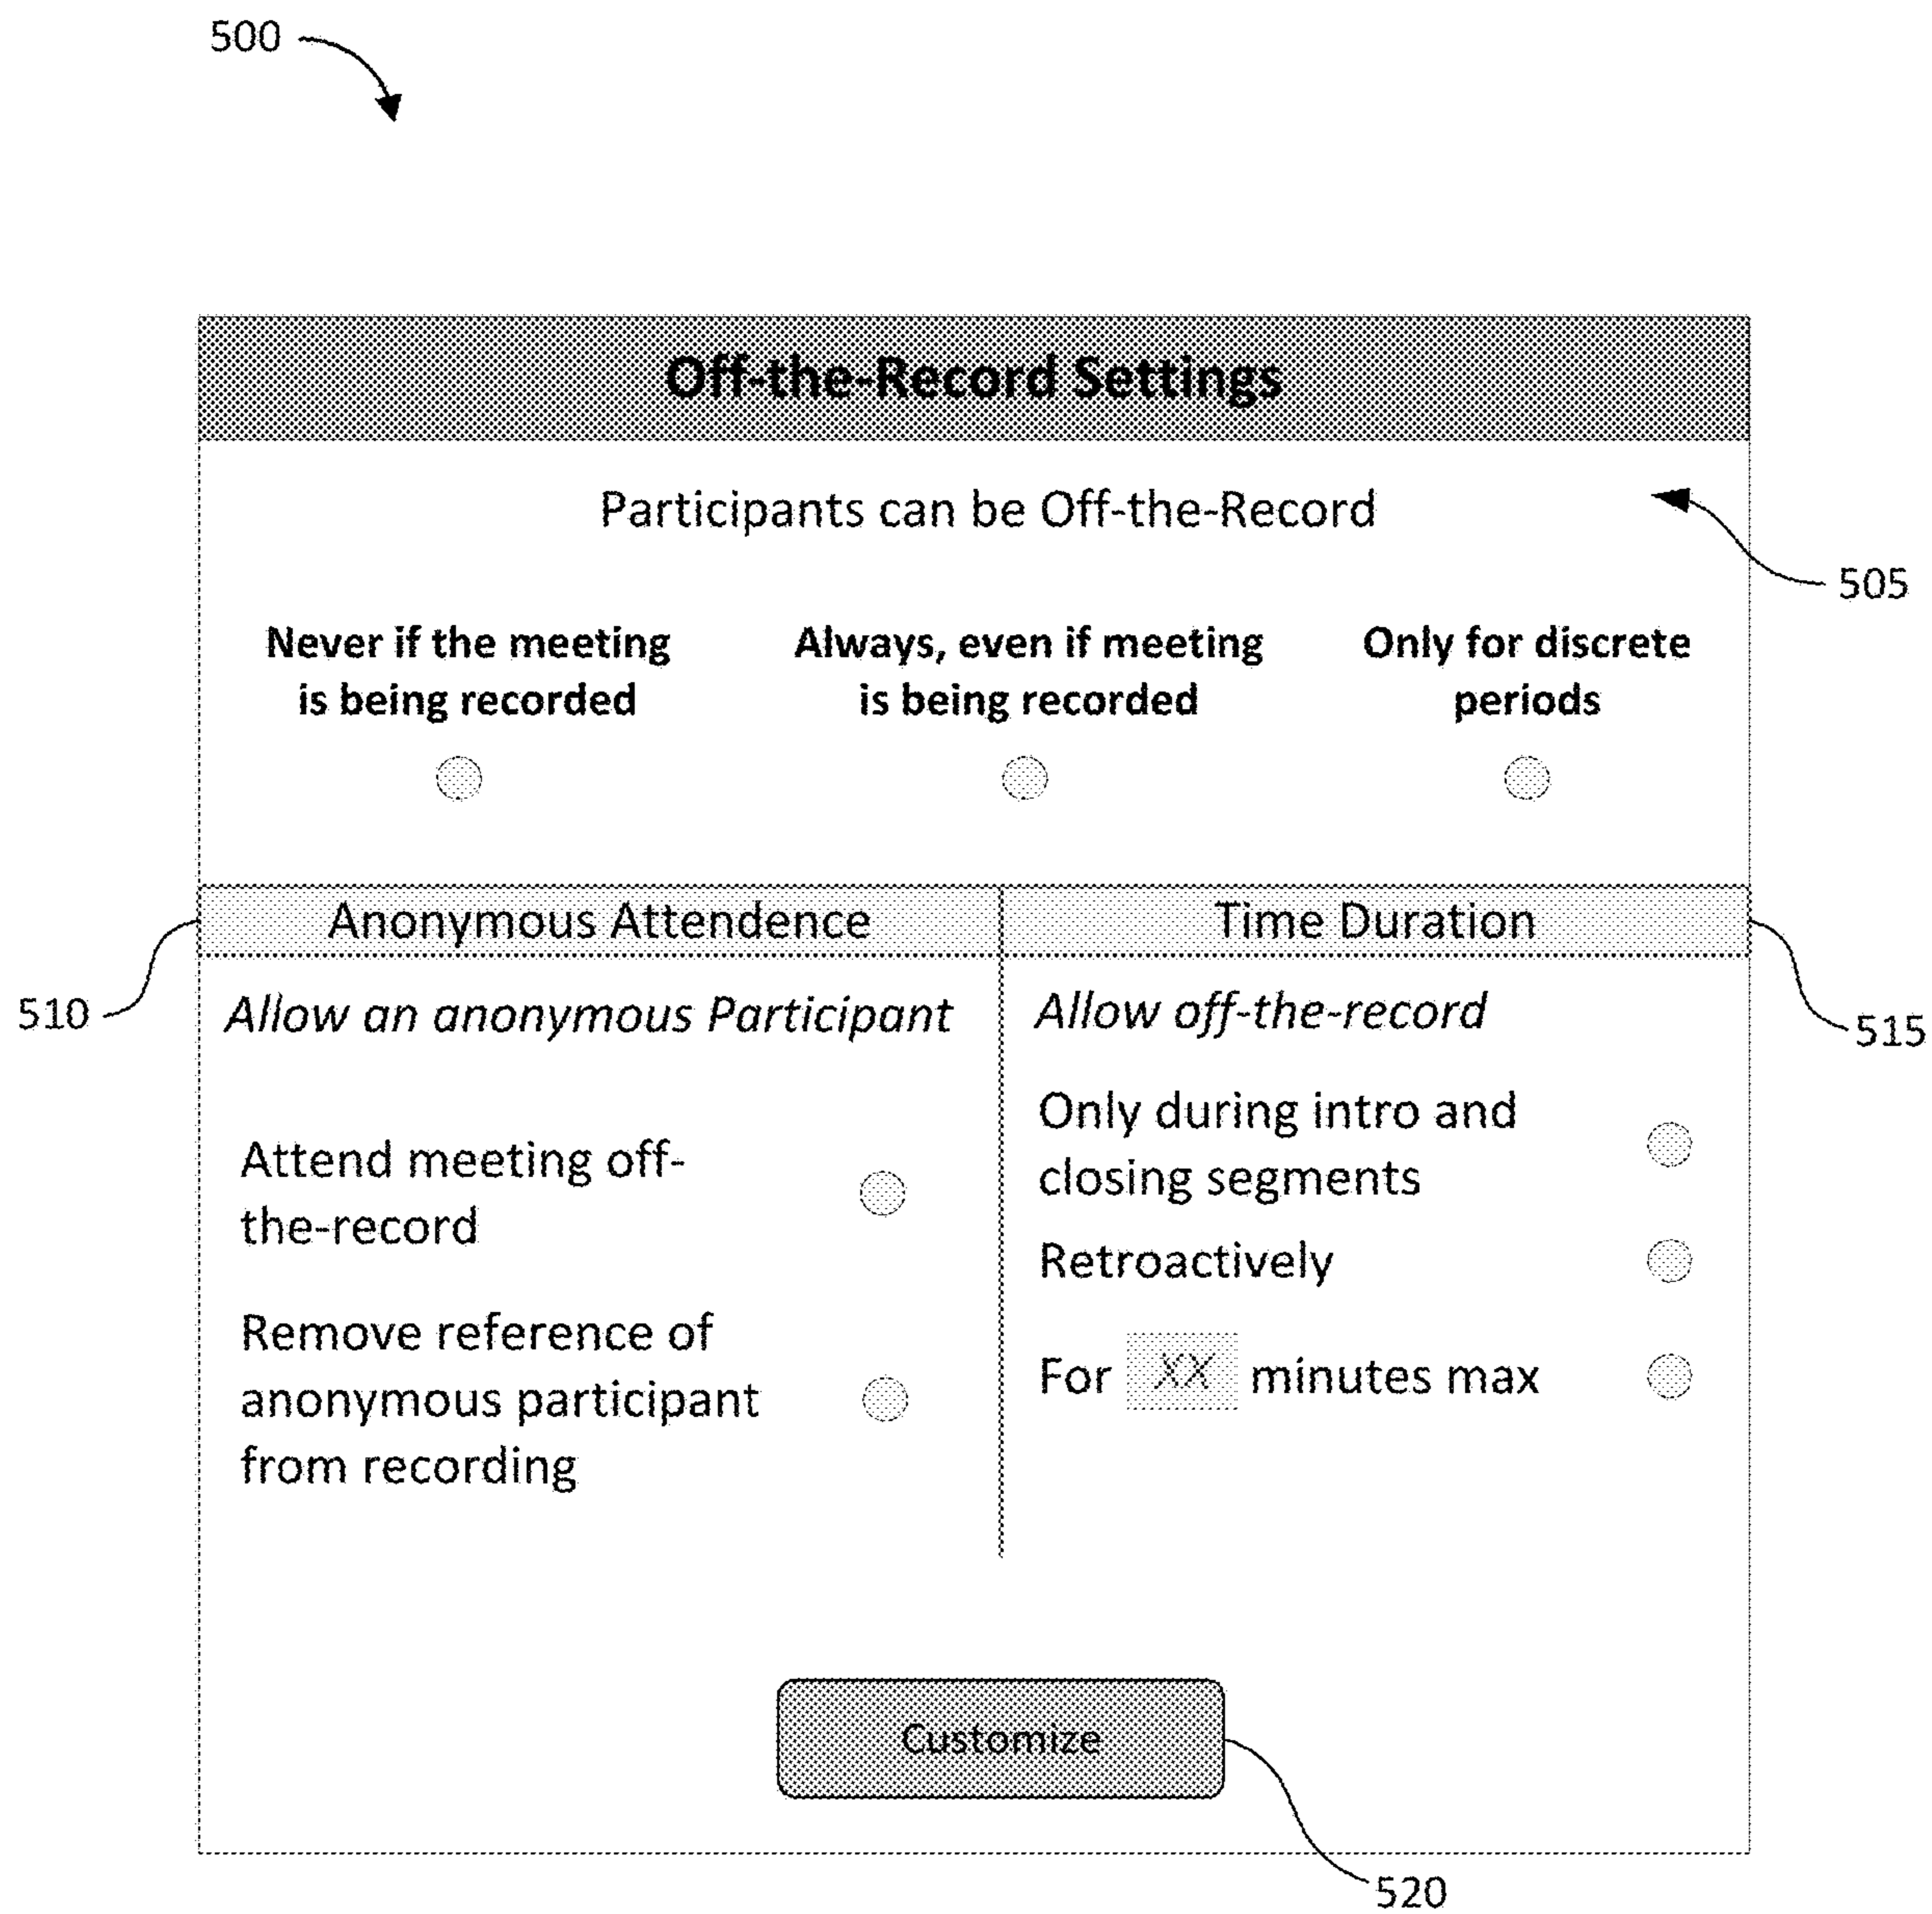 500
Off-the-Record Settings
Participants can be Off-the-Record
505
Never if the meeting
is being recorded
Always, even if meeting
is being recorded
Only for discrete
periods
510
Anonymous Attendence
Allow an anonymous Participant
Attend meeting off-
the-record
Remove reference of
anonymous participant
from recording
Time Duration
515
Allow off-the-record
Only during intro and
closing segments
Retroactively
For XX minutes max
Customize
520